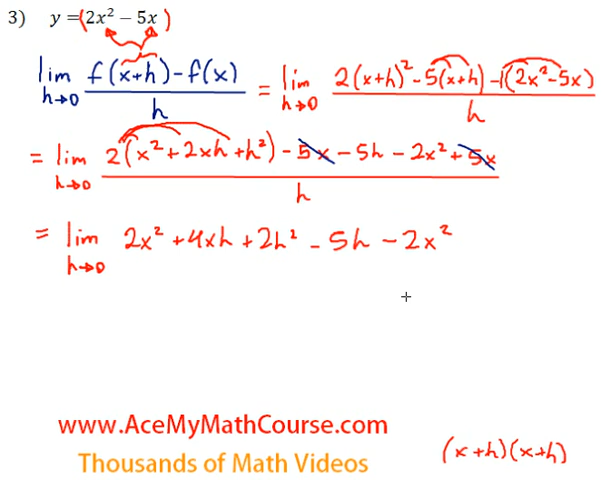 3) y =(2x² – 5x)
lim h→0 f(x+h)-f(x) / h = lim h→0 2(x+h)² - 5(x+h) -1(2x²-5x) / h
= lim h→0 2(x²+2xh+h²) - 5x - 5h - 2x² + 5x / h
= lim h→0 2x² + 4xh + 2h² - 5h - 2x²
www.AceMyMathCourse.com
Thousands of Math Videos
(x+h)(x+h)